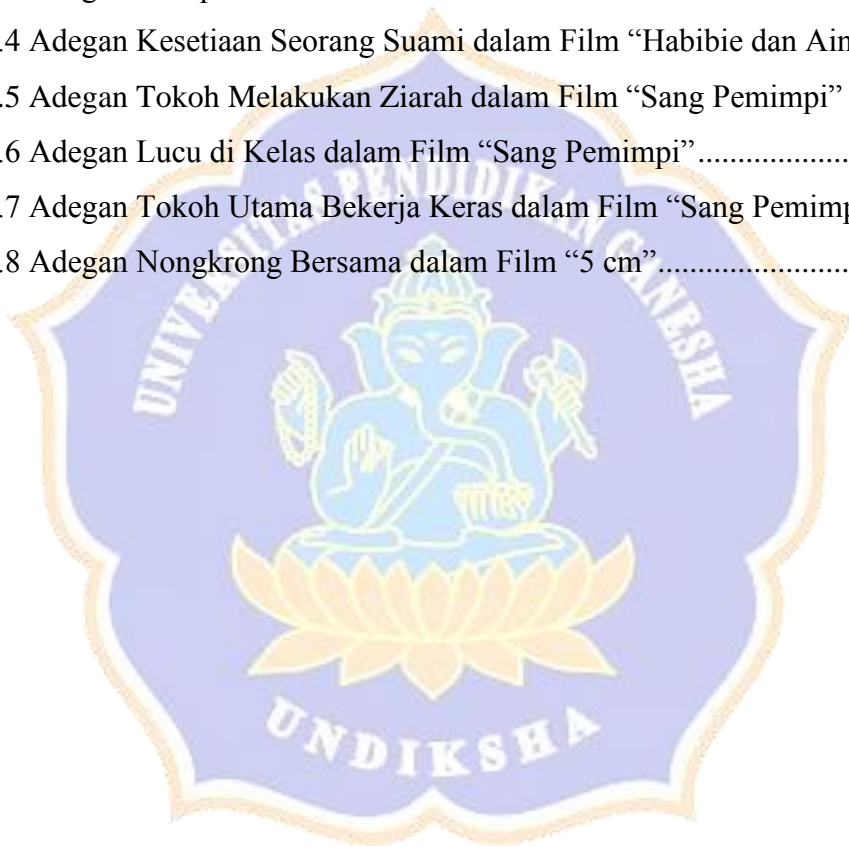 .4 Adegan Kesetiaan Seorang Suami dalam Film “Habibie dan Ain
.5 Adegan Tokoh Melakukan Ziarah dalam Film “Sang Pemimpi”
.6 Adegan Lucu di Kelas dalam Film “Sang Pemimpi”....................
.7 Adegan Tokoh Utama Bekerja Keras dalam Film “Sang Pemimp
.8 Adegan Nongkrong Bersama dalam Film “5 cm”.........................
UNIVERSITAS PENDIDIKAN GANESHA
UNDIKSHA